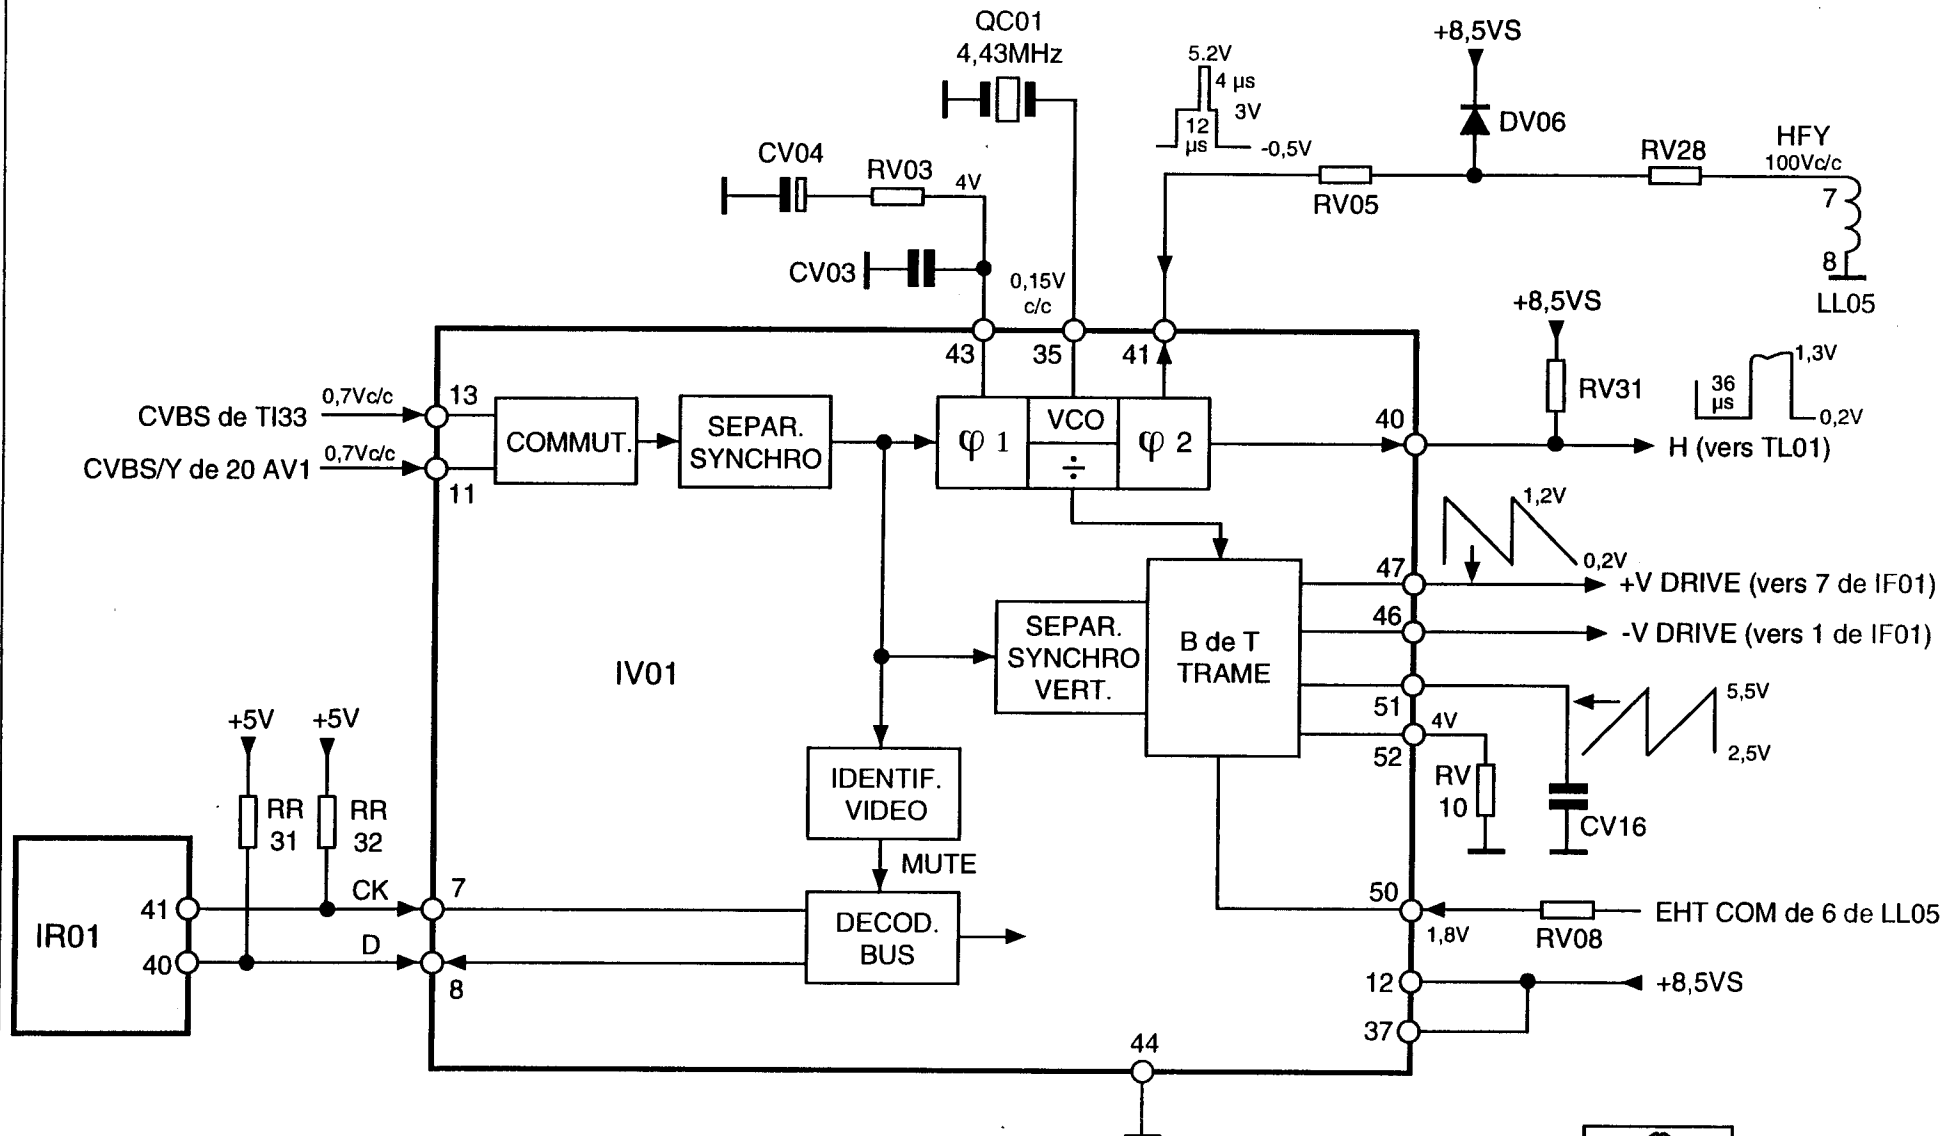 QC01
4,43MHz
CV04
RV03
4V
CV03
0,15V
c/c
5.2V
4 µs
3V
12
µs
-0,5V
+8,5VS
DV06
RV05
RV28
HFY
100Vc/c
7
8
LL05
43
35
41
+8,5VS
RV31
36
µs
1,3V
0,2V
CVBS de TI33
0,7Vc/c
13
CVBS/Y de 20 AV1
0,7Vc/c
11
COMMUT.
SEPAR.
SYNCHRO
φ 1
VCO
÷
φ 2
40
H (vers TL01)
1,2V
0,2V
47
+V DRIVE (vers 7 de IF01)
46
-V DRIVE (vers 1 de IF01)
SEPAR.
SYNCHRO
VERT.
B de T
TRAME
51
4V
52
5,5V
2,5V
RV
10
CV16
IV01
IDENTIF.
VIDEO
MUTE
DECOD.
BUS
+5V
+5V
RR
31
RR
32
IR01
41
CK
7
40
D
8
50
1,8V
RV08
EHT COM de 6 de LL05
12
+8,5VS
37
44